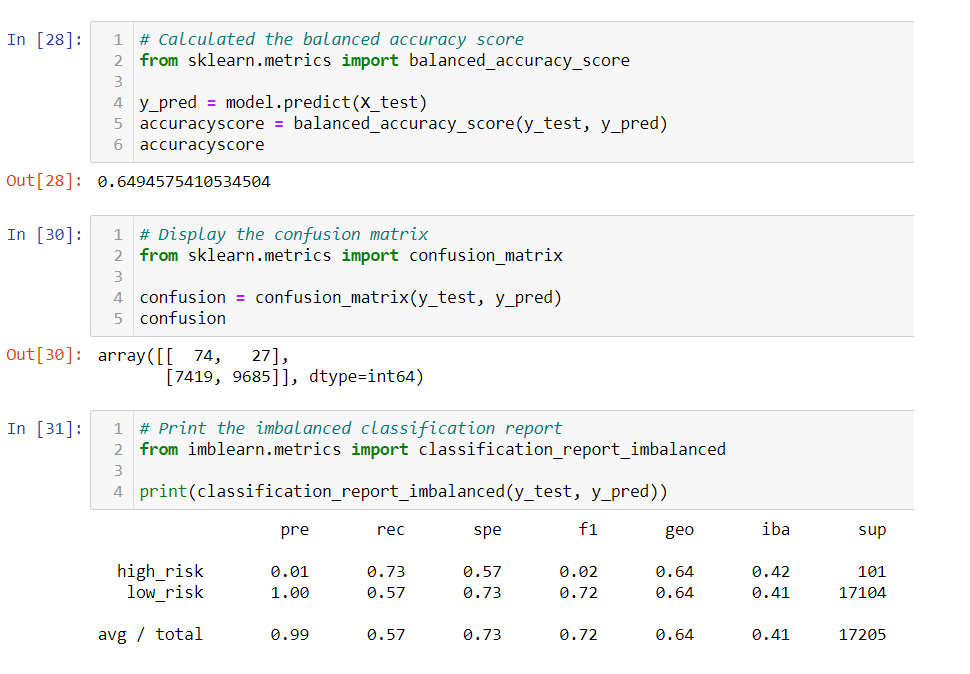 In [28]:
1 # Calculated the balanced accuracy score
2 from sklearn.metrics import balanced_accuracy_score
3
4 y_pred = model.predict(X_test)
5 accuracyscore = balanced_accuracy_score(y_test, y_pred)
6 accuracyscore
Out[28]: 0.6494575410534504
In [30]:
1 # Display the confusion matrix
2 from sklearn.metrics import confusion_matrix
3
4 confusion = confusion_matrix(y_test, y_pred)
5 confusion
Out[30]: array([[  74,   27],
       [7419, 9685]], dtype=int64)
In [31]:
1 # Print the imbalanced classification report
2 from imblearn.metrics import classification_report_imbalanced
3
4 print(classification_report_imbalanced(y_test, y_pred))
pre rec spe f1 geo iba sup
high_risk 0.01 0.73 0.57 0.02 0.64 0.42 101
low_risk 1.00 0.57 0.73 0.72 0.64 0.41 17104
avg / total 0.99 0.57 0.73 0.72 0.64 0.41 17205